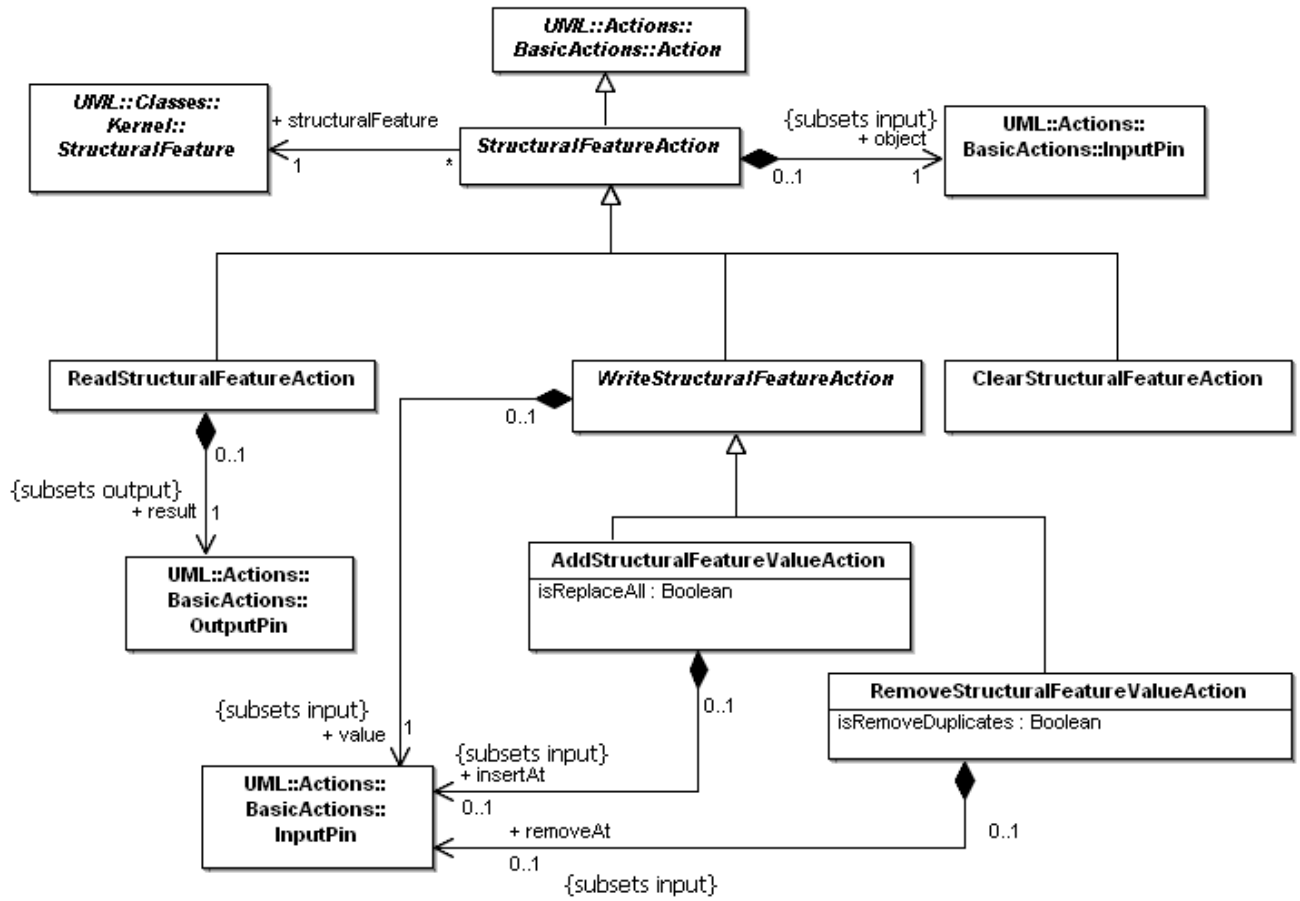 UML::Actions::
BasicActions::Action
UML::Classes::
Kernel::
StructuralFeature
+ structuralFeature
1
*
StructuralFeatureAction
{subsets input}
+ object
0..1
1
UML::Actions::
BasicActions::InputPin
ReadStructuralFeatureAction
WriteStructuralFeatureAction
ClearStructuralFeatureAction
0..1
0..1
{subsets output}
+ result
1
UML::Actions::
BasicActions::
OutputPin
AddStructuralFeatureValueAction
isReplaceAll : Boolean
RemoveStructuralFeatureValueAction
isRemoveDuplicates : Boolean
{subsets input}
+ value
1
0..1
{subsets input}
+ insertAt
0..1
UML::Actions::
BasicActions::
InputPin
+ removeAt
0..1
0..1
{subsets input}